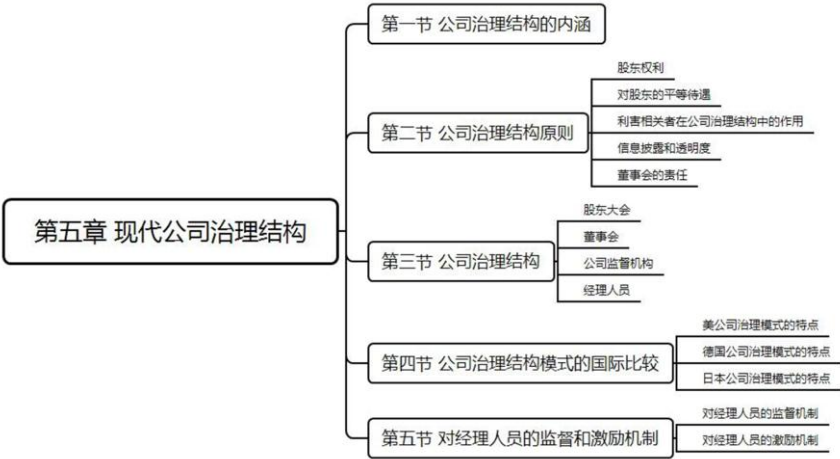 第一节 公司治理结构的内涵
股东权利
对股东的平等待遇
第二节 公司治理结构原则
利害相关者在公司治理结构中的作用
信息披露和透明度
董事会的责任
第五章 现代公司治理结构
股东大会
董事会
第三节 公司治理结构
公司监督机构
经理人员
美公司治理模式的特点
第四节 公司治理结构模式的国际比较
德国公司治理模式的特点
日本公司治理模式的特点
第五节 对经理人员的监督和激励机制
对经理人员的监督机制
对经理人员的激励机制